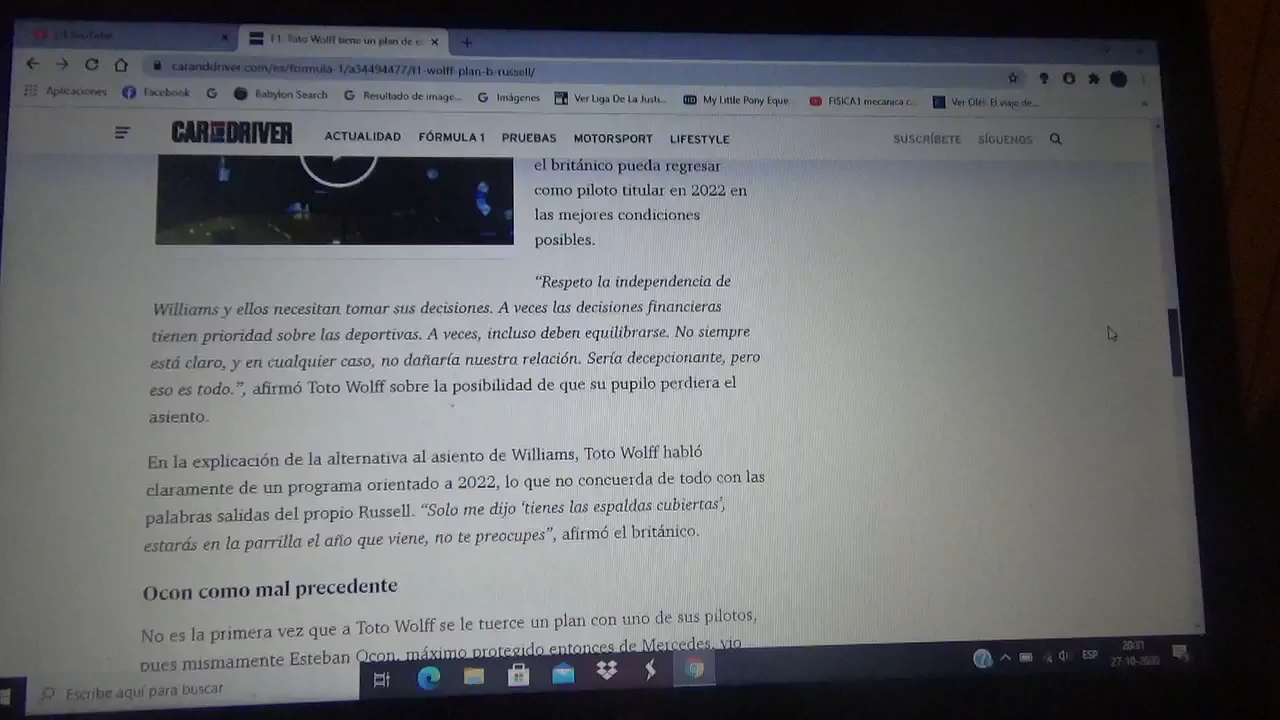 F1: Toto Wolff tiene un plan de e
caranddriver.com/es/formula-1/a34494477/f1-wolff-plan-b-russell/
Aplicaciones Facebook Babylon Search Resultado de image... Imágenes Ver Liga De La Justi... My Little Pony Eque FISICA1 mecanica c... Ver Olé!: El viaje de...
CAR AND DRIVER ACTUALIDAD FÓRMULA 1 PRUEBAS MOTORSPORT LIFESTYLE SUSCRÍBETE SÍGUENOS
el británico pueda regresar
como piloto titular en 2022 en
las mejores condiciones
posibles.
“Respeto la independencia de
Williams y ellos necesitan tomar sus decisiones. A veces las decisiones financieras
tienen prioridad sobre las deportivas. A veces, incluso deben equilibrarse. No siempre
está claro, y en cualquier caso, no dañaría nuestra relación. Sería decepcionante, pero
eso es todo.”, afirmó Toto Wolff sobre la posibilidad de que su pupilo perdiera el
asiento.
En la explicación de la alternativa al asiento de Williams, Toto Wolff habló
claramente de un programa orientado a 2022, lo que no concuerda de todo con las
palabras salidas del propio Russell. “Solo me dijo ‘tienes las espaldas cubiertas’,
estarás en la parrilla el año que viene, no te preocupes”, afirmó el británico.
Ocon como mal precedente
No es la primera vez que a Toto Wolff se le tuerce un plan con uno de sus pilotos,
pues mismamente Esteban Ocon, máximo protegido entonces de Mercedes, vio
Escribe aquí para buscar
ESP
20:31
27-10-2020